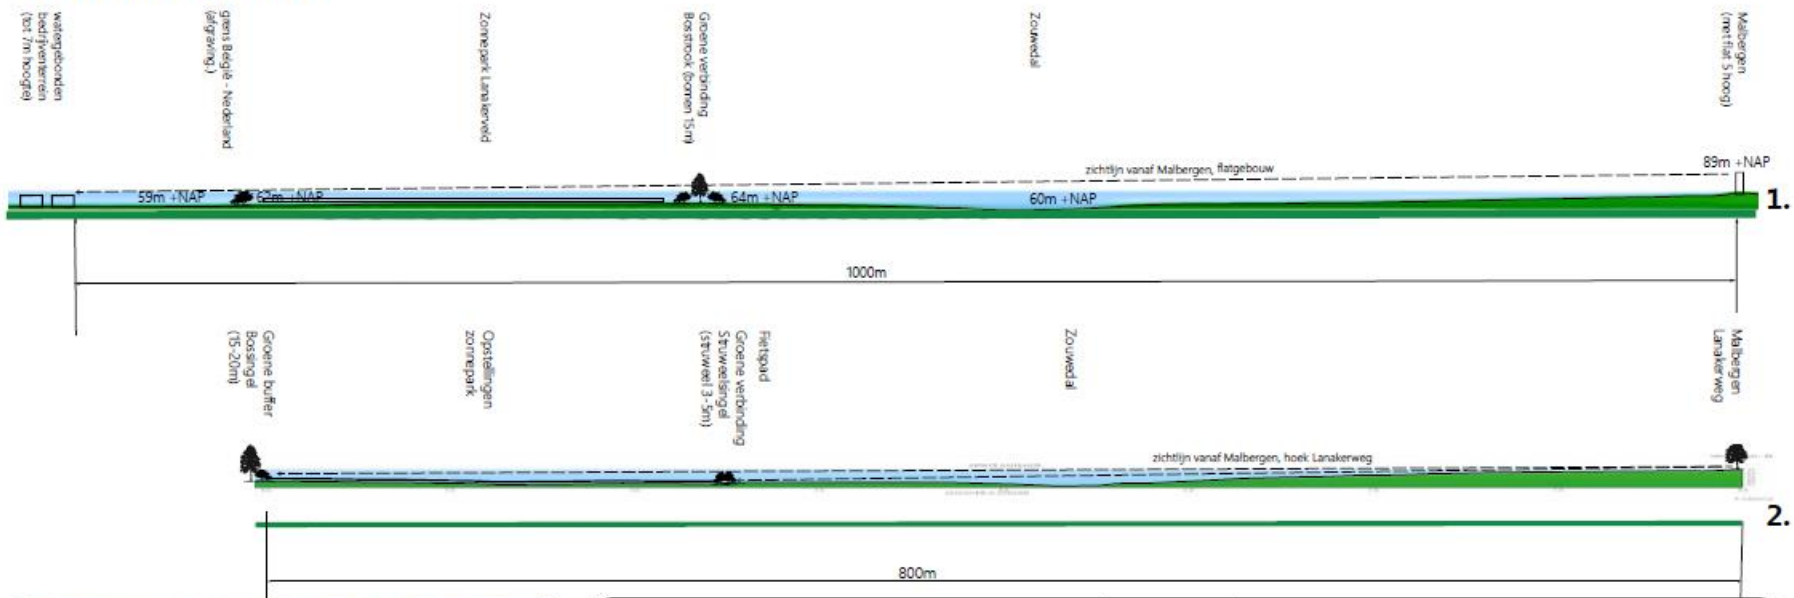 watergebonden
bedrijventerrein
(tot 7m hoogte)
grens België - Nederland
(afgraving.)
Zonnepark Lanakerveld
Groene verbinding
Bosstrook (bomen 15m)
Zouwedal
Malbergen
(met flat 5 hoog)
zichtlijn vanaf Malbergen, flatgebouw
89m +NAP
59m +NAP
62m +NAP
64m +NAP
60m +NAP
1.
1000m
Groene buffer
Bossingel
(15-20m)
Opstellingen
zonnepark
Fietspad
Groene verbinding
Struweelsingel
(struweel 3-5m)
Zouwedal
Malbergen
Lanakerweg
zichtlijn vanaf Malbergen, hoek Lanakerweg
2.
800m